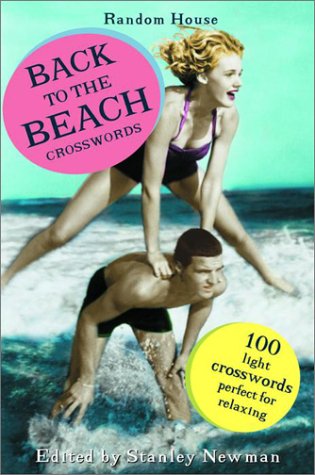 Random House
BACK
TO THE
BEACH
CROSSWORDS
100
light
crosswords
perfect for
relaxing
Edited by Stanley Newman